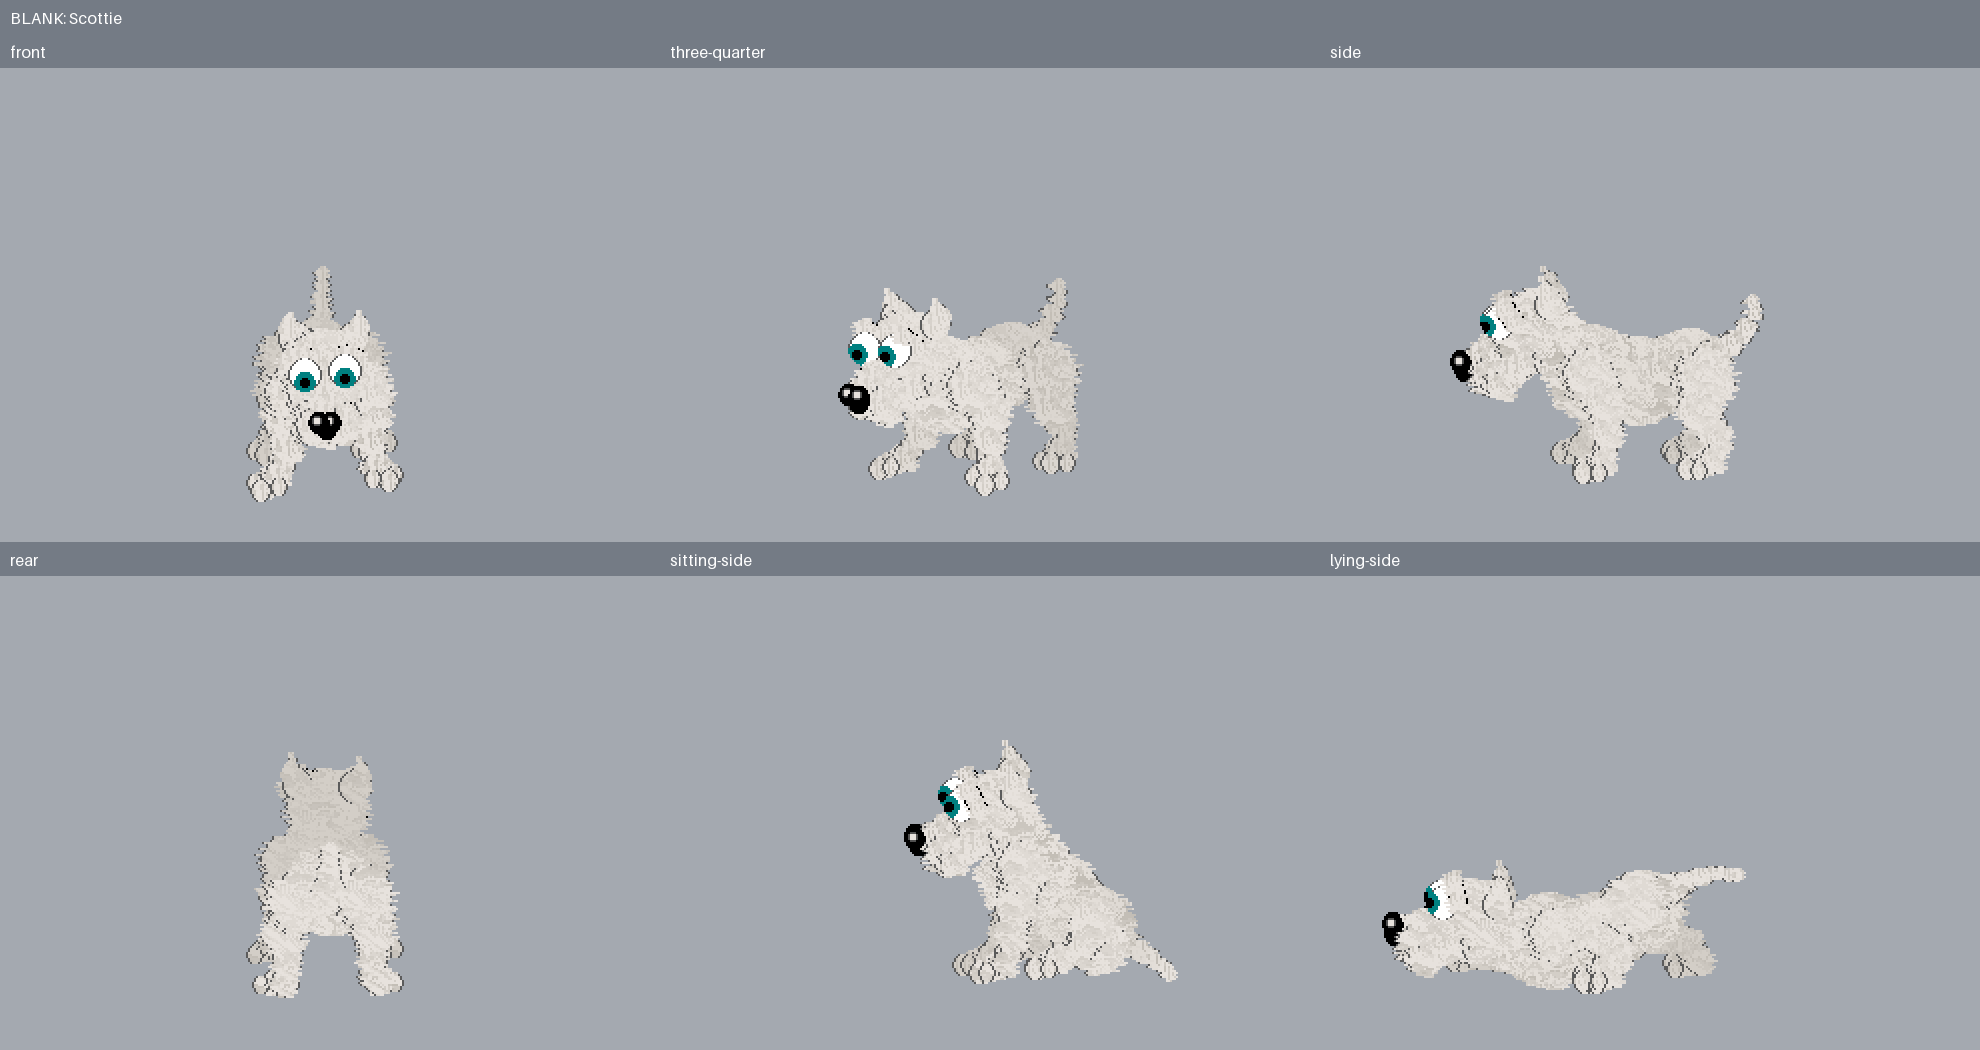 BLANK: Scottie
front
three-quarter
side
rear
sitting-side
lying-side